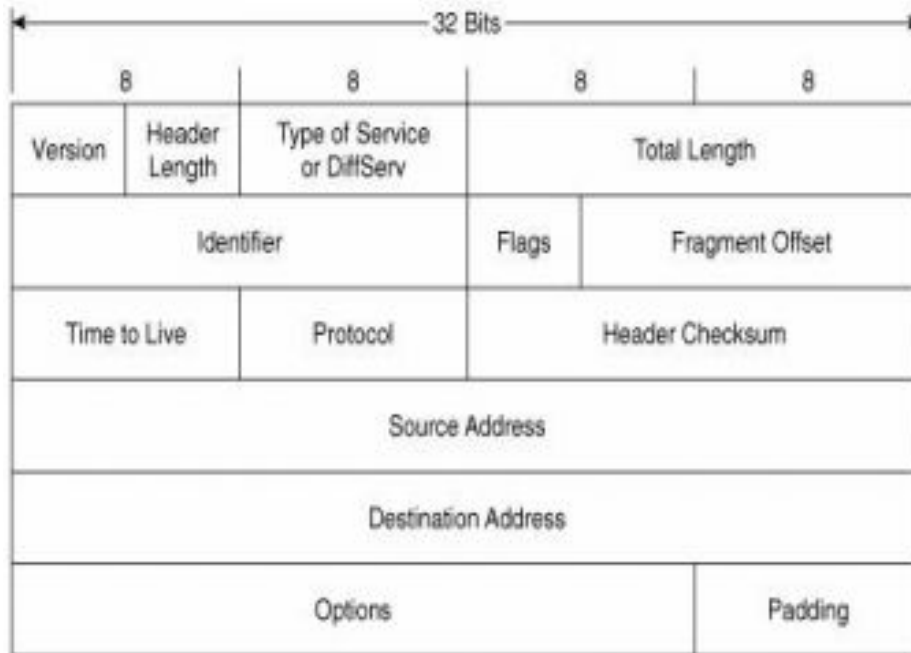 32 Bits
8 8 8 8
Version
Header
Length
Type of Service
or DiffServ
Total Length
Identifier
Flags
Fragment Offset
Time to Live
Protocol
Header Checksum
Source Address
Destination Address
Options
Padding